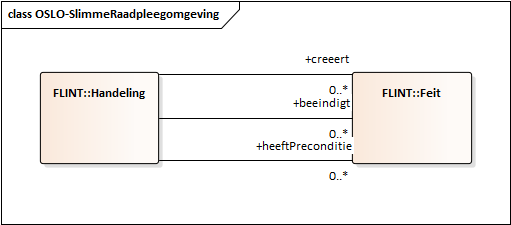 class OSLO-SlimmeRaadpleegomgeving
+creeert
FLINT::Handeling
FLINT::Feit
0..*
+beeindigt
0..*
+heeftPreconditie
0..*